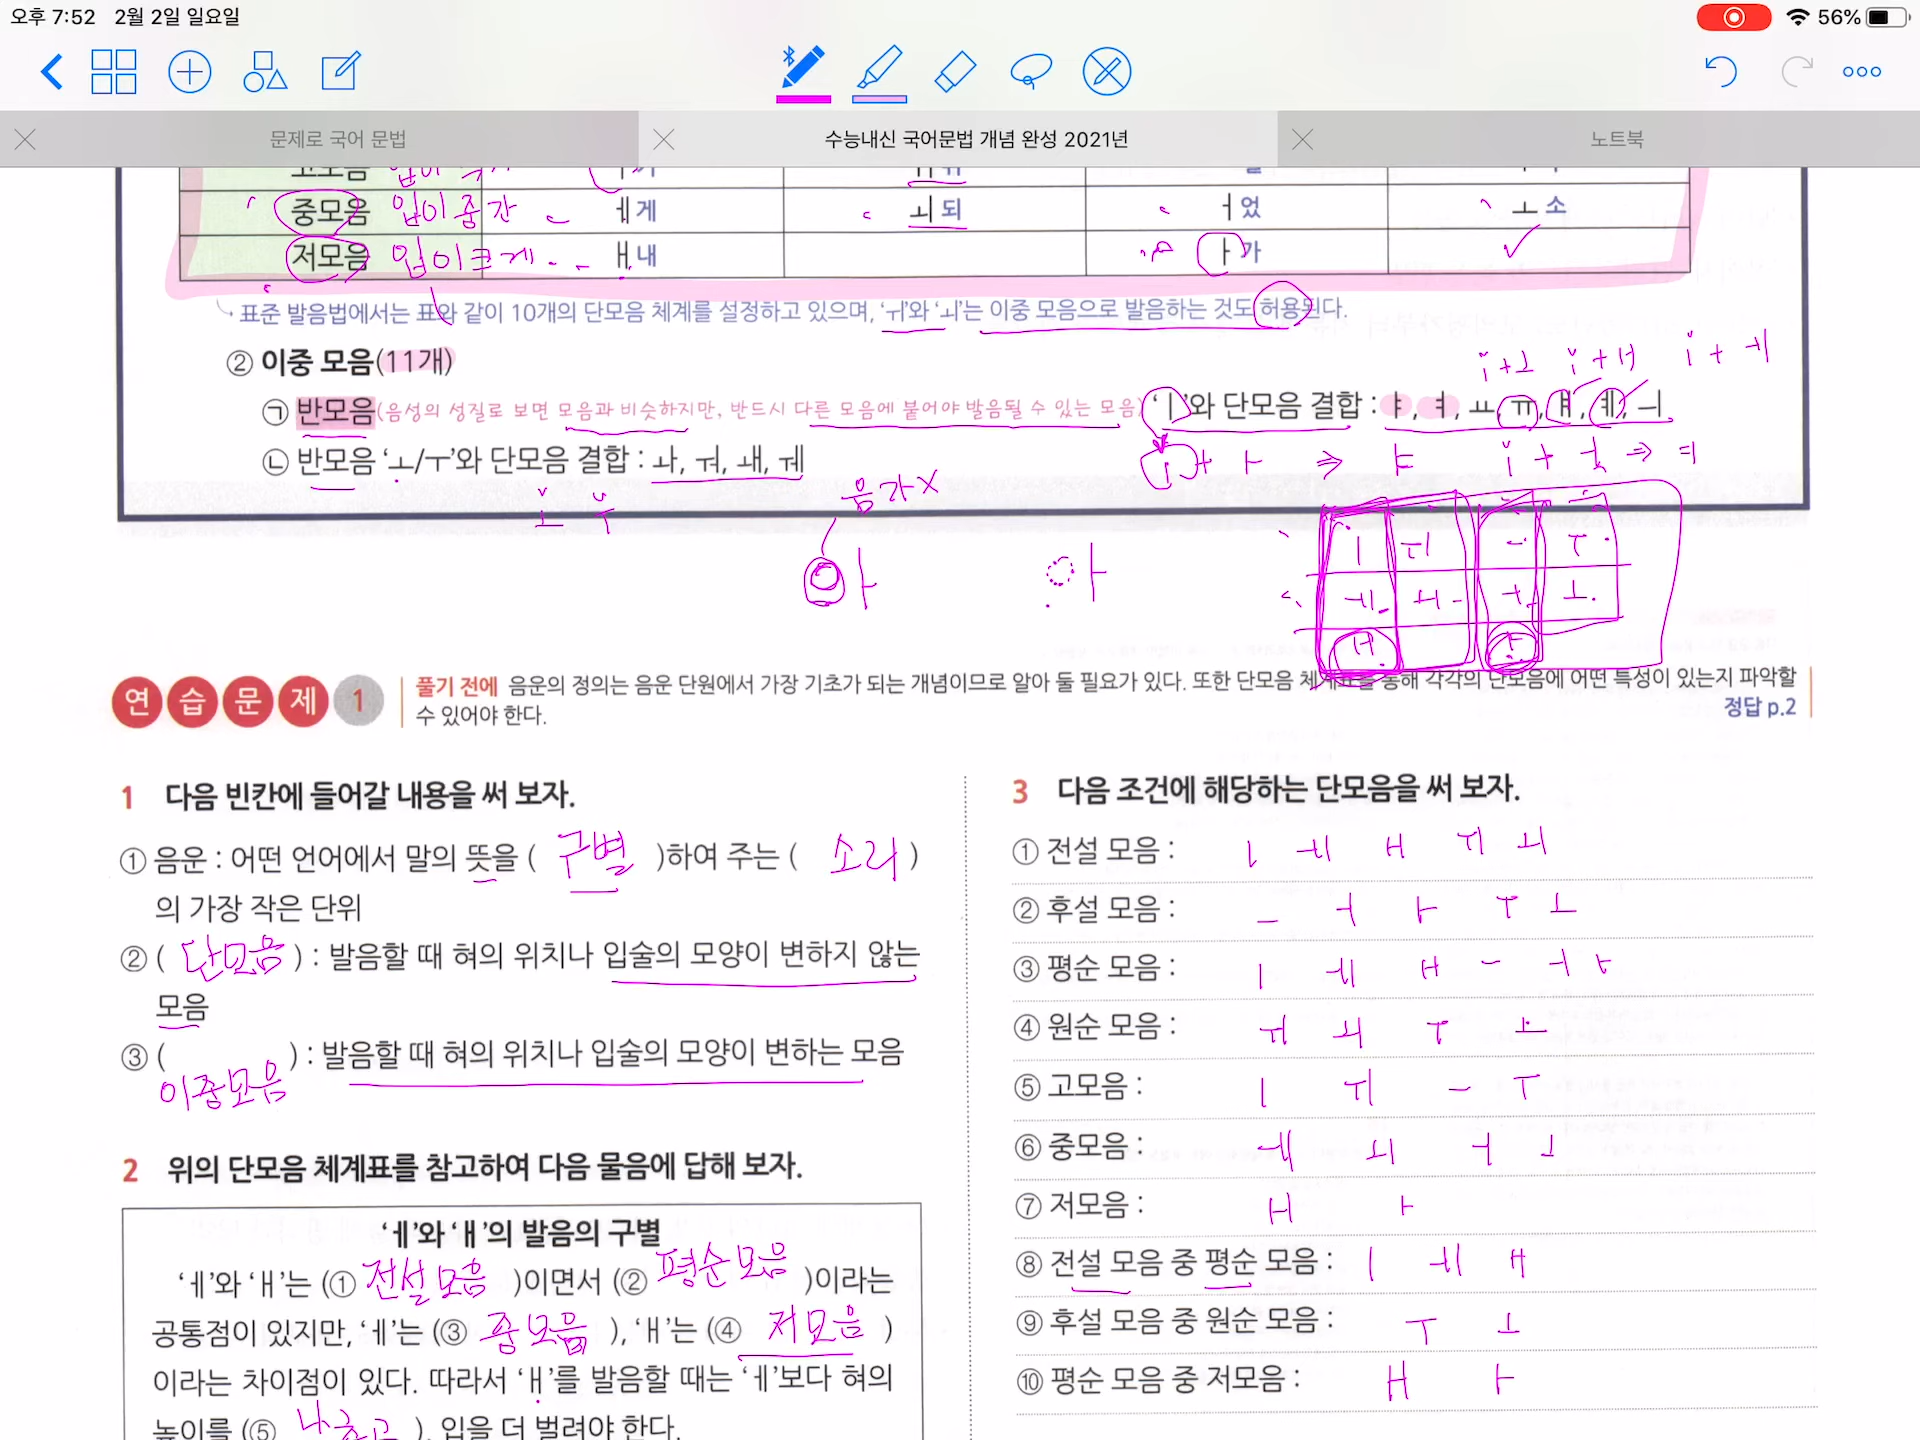 오후 7:52 2월 2일 일요일
56%
문제로 국어 문법
수능내신 국어문법 개념 완성 2021년
노트북
중모음 입이 중간 ㅔ게 ㅚ되 ㅓ었 ㅗ소
저모음 입이 크게 ㅐ내 ㅏ가
표준 발음법에서는 표와 같이 10개의 단모음 체계를 설정하고 있으며, ‘ㅟ’와 ‘ㅚ’는 이중 모음으로 발음하는 것도 허용된다.
② 이중 모음(11개)
ĭ+ㅗ ĭ+ㅐ ĭ+ㅔ
㉠ 반모음(음성의 성질로 보면 모음과 비슷하지만, 반드시 다른 모음에 붙어야 발음될 수 있는 모음) ‘ㅣ’와 단모음 결합 : ㅑ, ㅕ, ㅛ, ㅠ, ㅒ, ㅖ, ㅢ
㉡ 반모음 ‘ㅗ/ㅜ’와 단모음 결합 : ㅘ, ㅝ, ㅙ, ㅞ
ĭ+ㅏ ⇒ ㅑ ĭ+ㅓ ⇒ ㅕ
음가X
ㅗ ㅜ
아 아
ㅣ ㅟ ㅡ ㅜ
ㅔ ㅚ ㅓ ㅗ
ㅐ ㅏ
연습문제 1
풀기 전에 음운의 정의는 음운 단원에서 가장 기초가 되는 개념이므로 알아 둘 필요가 있다. 또한 단모음 체계표를 통해 각각의 단모음에 어떤 특성이 있는지 파악할
수 있어야 한다.
정답 p.2
1 다음 빈칸에 들어갈 내용을 써 보자.
① 음운 : 어떤 언어에서 말의 뜻을 ( 구별 )하여 주는 ( 소리 )
의 가장 작은 단위
② ( 단모음 ) : 발음할 때 혀의 위치나 입술의 모양이 변하지 않는
모음
③ ( 이중모음 ) : 발음할 때 혀의 위치나 입술의 모양이 변하는 모음
2 위의 단모음 체계표를 참고하여 다음 물음에 답해 보자.
‘ㅔ’와 ‘ㅐ’의 발음의 구별
‘ㅔ’와 ‘ㅐ’는 (① 전설모음 )이면서 (② 평순모음 )이라는
공통점이 있지만, ‘ㅔ’는 (③ 중모음 ), ‘ㅐ’는 (④ 저모음 )
이라는 차이점이 있다. 따라서 ‘ㅐ’를 발음할 때는 ‘ㅔ’보다 혀의
높이를 (⑤ 낮추고 ), 입을 더 벌려야 한다.
3 다음 조건에 해당하는 단모음을 써 보자.
① 전설 모음 : ㅣ ㅔ ㅐ ㅟ ㅚ
② 후설 모음 : ㅡ ㅓ ㅏ ㅜ ㅗ
③ 평순 모음 : ㅣ ㅔ ㅐ ㅡ ㅓ ㅏ
④ 원순 모음 : ㅟ ㅚ ㅜ ㅗ
⑤ 고모음 : ㅣ ㅟ ㅡ ㅜ
⑥ 중모음 : ㅔ ㅚ ㅓ ㅗ
⑦ 저모음 : ㅐ ㅏ
⑧ 전설 모음 중 평순 모음 : ㅣ ㅔ ㅐ
⑨ 후설 모음 중 원순 모음 : ㅜ ㅗ
⑩ 평순 모음 중 저모음 : ㅐ ㅏ